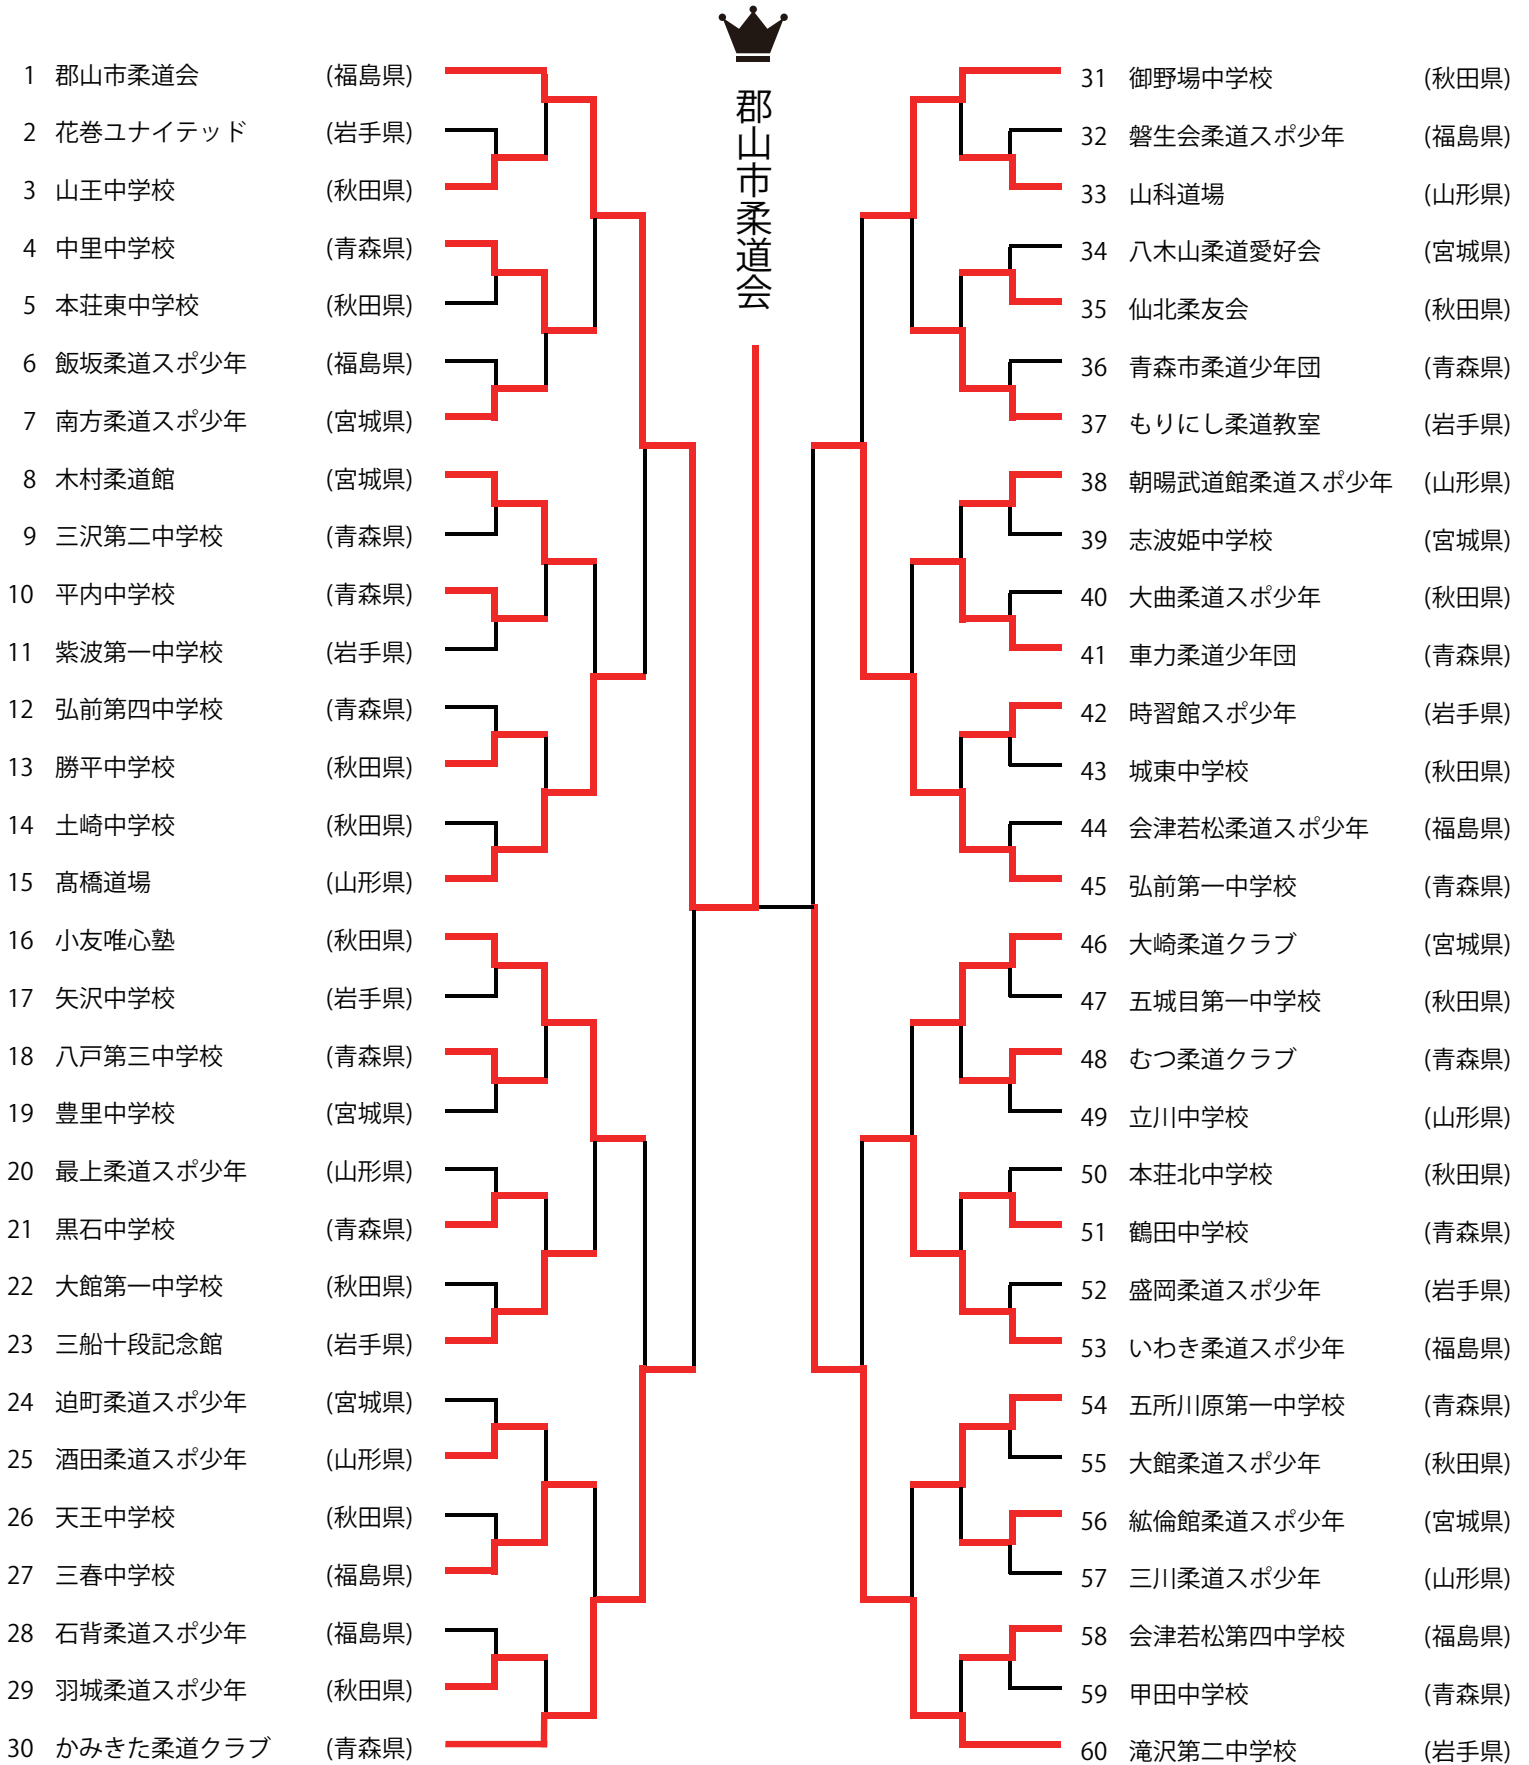 郡山市柔道会
1 郡山市柔道会 (福島県)
2 花巻ユナイテッド (岩手県)
3 山王中学校 (秋田県)
4 中里中学校 (青森県)
5 本荘東中学校 (秋田県)
6 飯坂柔道スポ少年 (福島県)
7 南方柔道スポ少年 (宮城県)
8 木村柔道館 (宮城県)
9 三沢第二中学校 (青森県)
10 平内中学校 (青森県)
11 紫波第一中学校 (岩手県)
12 弘前第四中学校 (青森県)
13 勝平中学校 (秋田県)
14 土崎中学校 (秋田県)
15 髙橋道場 (山形県)
16 小友唯心塾 (秋田県)
17 矢沢中学校 (岩手県)
18 八戸第三中学校 (青森県)
19 豊里中学校 (宮城県)
20 最上柔道スポ少年 (山形県)
21 黒石中学校 (青森県)
22 大館第一中学校 (秋田県)
23 三船十段記念館 (岩手県)
24 迫町柔道スポ少年 (宮城県)
25 酒田柔道スポ少年 (山形県)
26 天王中学校 (秋田県)
27 三春中学校 (福島県)
28 石背柔道スポ少年 (福島県)
29 羽城柔道スポ少年 (秋田県)
30 かみきた柔道クラブ (青森県)
31 御野場中学校 (秋田県)
32 磐生会柔道スポ少年 (福島県)
33 山科道場 (山形県)
34 八木山柔道愛好会 (宮城県)
35 仙北柔友会 (秋田県)
36 青森市柔道少年団 (青森県)
37 もりにし柔道教室 (岩手県)
38 朝暘武道館柔道スポ少年 (山形県)
39 志波姫中学校 (宮城県)
40 大曲柔道スポ少年 (秋田県)
41 車力柔道少年団 (青森県)
42 時習館スポ少年 (岩手県)
43 城東中学校 (秋田県)
44 会津若松柔道スポ少年 (福島県)
45 弘前第一中学校 (青森県)
46 大崎柔道クラブ (宮城県)
47 五城目第一中学校 (秋田県)
48 むつ柔道クラブ (青森県)
49 立川中学校 (山形県)
50 本荘北中学校 (秋田県)
51 鶴田中学校 (青森県)
52 盛岡柔道スポ少年 (岩手県)
53 いわき柔道スポ少年 (福島県)
54 五所川原第一中学校 (青森県)
55 大館柔道スポ少年 (秋田県)
56 紘倫館柔道スポ少年 (宮城県)
57 三川柔道スポ少年 (山形県)
58 会津若松第四中学校 (福島県)
59 甲田中学校 (青森県)
60 滝沢第二中学校 (岩手県)